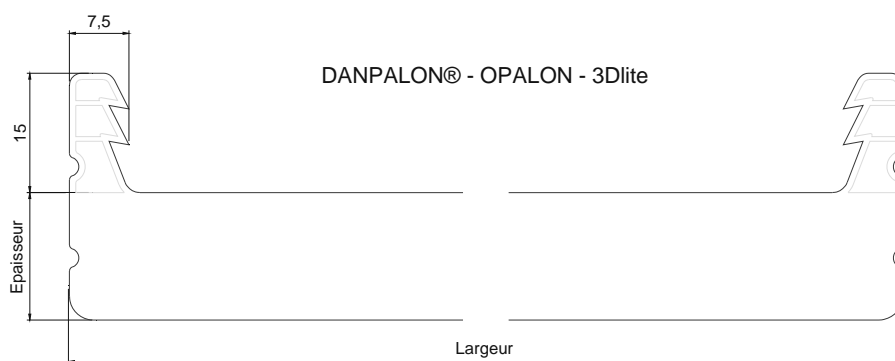 7,5
DANPALON® - OPALON - 3Dlite
15
Epaisseur
Largeur